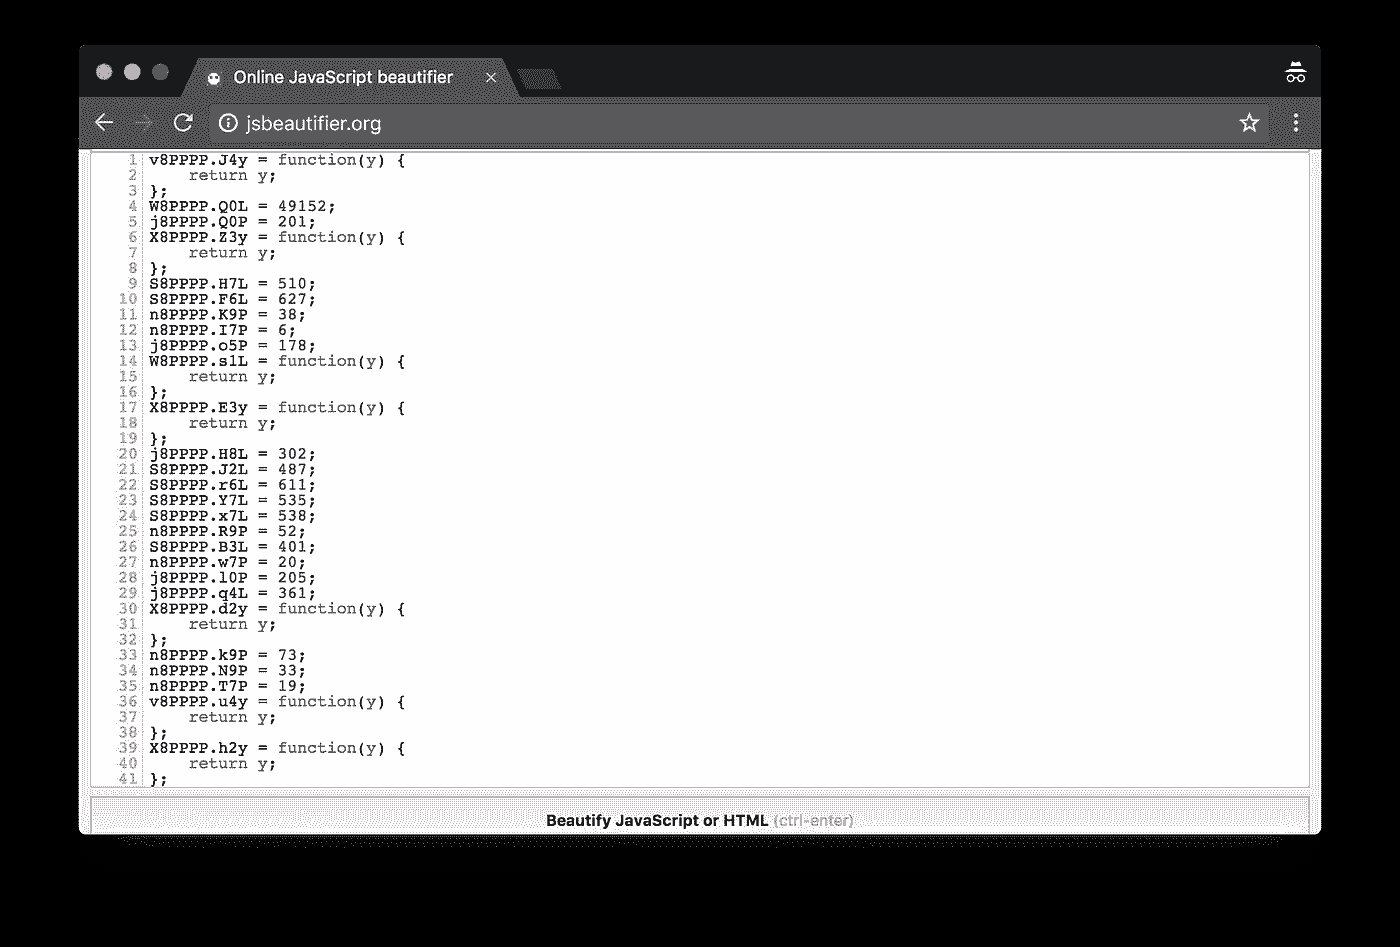 Online JavaScript beautifier
jsbeautifier.org
1 v8PPPP.J4y = function(y) {
2 return y;
3 };
4 W8PPPP.Q0L = 49152;
5 j8PPPP.Q0P = 201;
6 X8PPPP.Z3y = function(y) {
7 return y;
8 };
9 S8PPPP.H7L = 510;
10 S8PPPP.F6L = 627;
11 n8PPPP.K9P = 38;
12 n8PPPP.I7P = 6;
13 j8PPPP.o5P = 178;
14 W8PPPP.s1L = function(y) {
15 return y;
16 };
17 X8PPPP.E3y = function(y) {
18 return y;
19 };
20 j8PPPP.H8L = 302;
21 S8PPPP.J2L = 487;
22 S8PPPP.r6L = 611;
23 S8PPPP.Y7L = 535;
24 S8PPPP.x7L = 538;
25 n8PPPP.R9P = 52;
26 S8PPPP.B3L = 401;
27 n8PPPP.w7P = 20;
28 j8PPPP.l0P = 205;
29 j8PPPP.q4L = 361;
30 X8PPPP.d2y = function(y) {
31 return y;
32 };
33 n8PPPP.k9P = 73;
34 n8PPPP.N9P = 33;
35 n8PPPP.T7P = 19;
36 v8PPPP.u4y = function(y) {
37 return y;
38 };
39 X8PPPP.h2y = function(y) {
40 return y;
41 };
Beautify JavaScript or HTML (ctrl-enter)